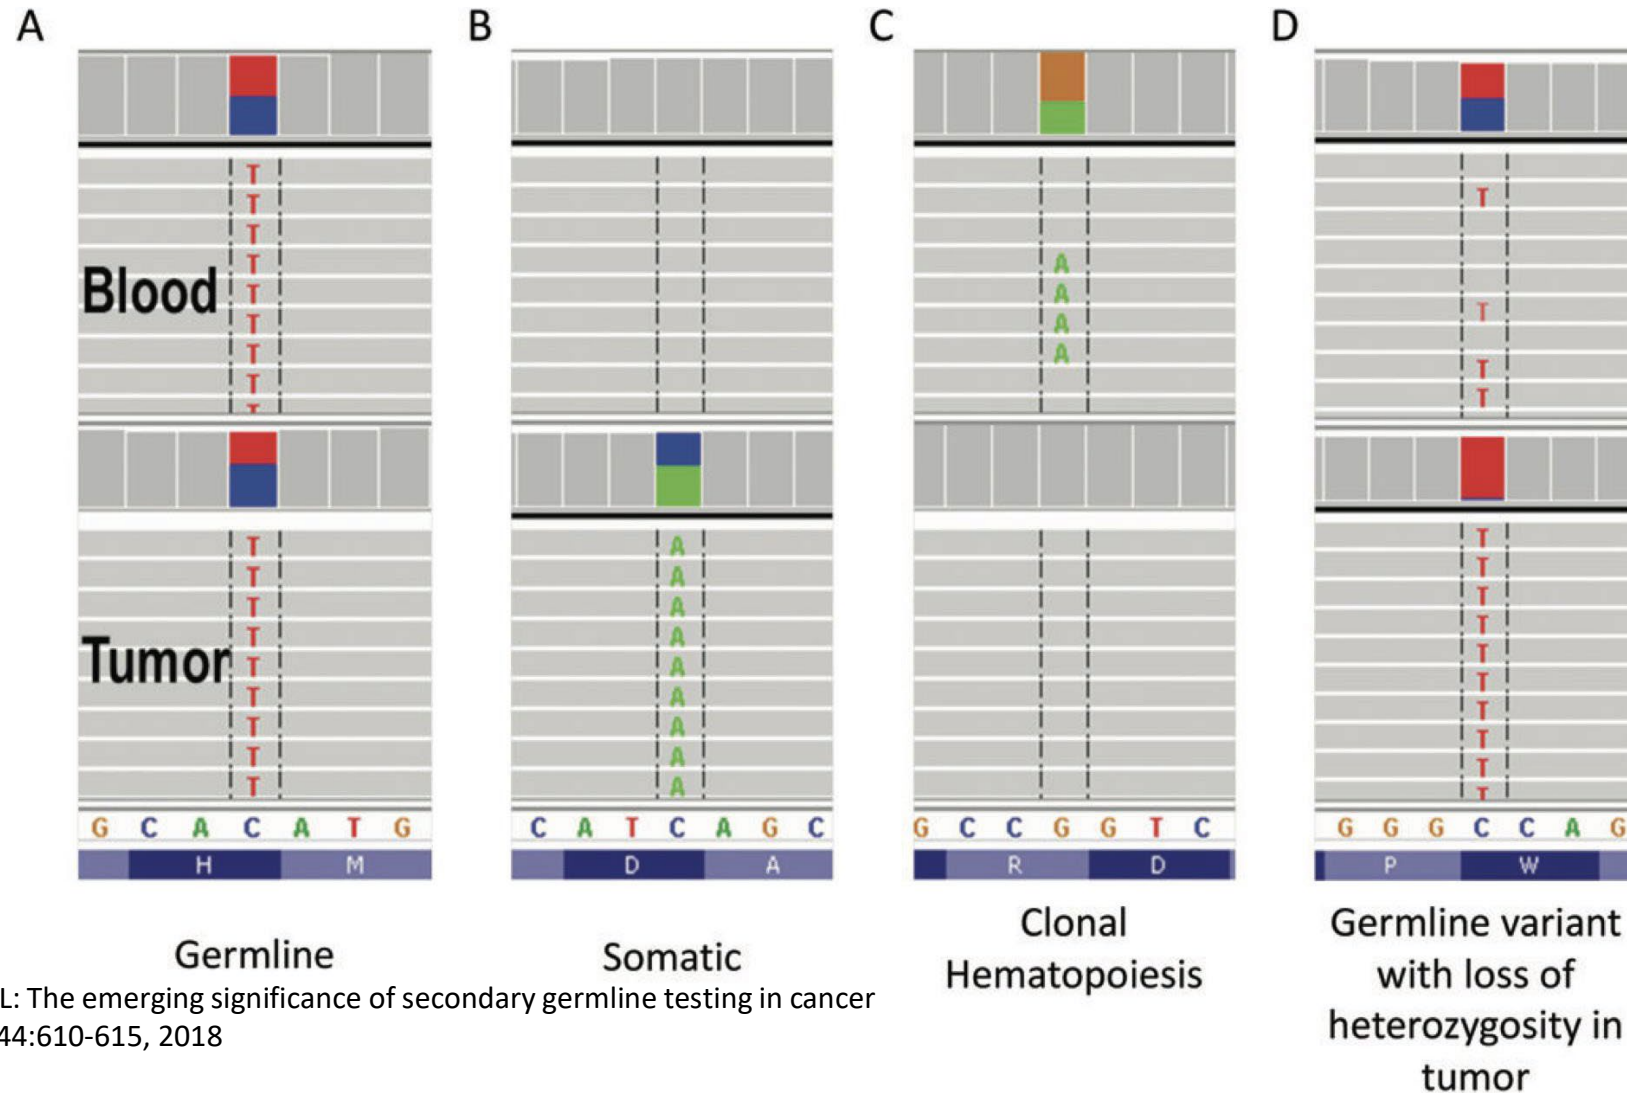 A
B
C
D
T
T
T
T
T
T
T
T
T
Blood
A
A
A
A
T
T
T
T
T
T
T
T
T
T
T
T
T
Tumor
A
A
A
A
A
A
A
A
A
T
T
T
T
T
T
T
T
T
T
G C A C A T G
C A T C A G C
G C C G G T C
G G G C C A G
H M
D A
R D
P W
Germline
Somatic
Clonal
Hematopoiesis
Germline variant
with loss of
heterozygosity in
tumor
L: The emerging significance of secondary germline testing in cancer
44:610-615, 2018